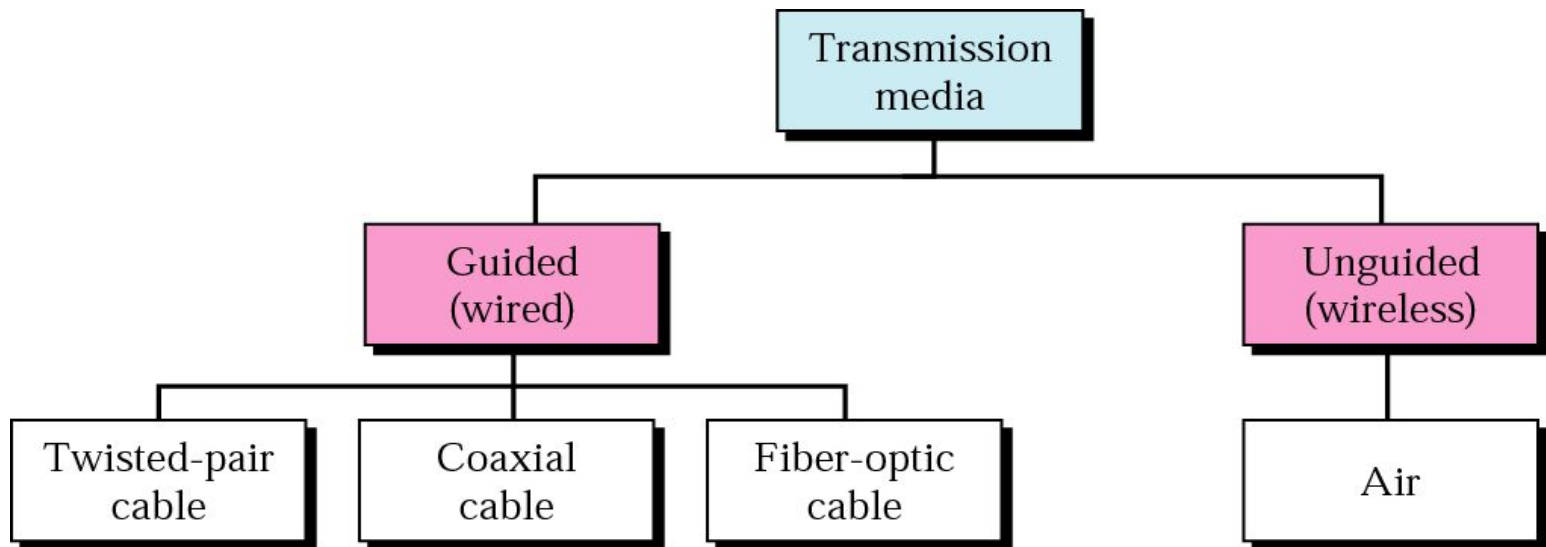 Transmission
media
Guided
(wired)
Unguided
(wireless)
Twisted-pair
cable
Coaxial
cable
Fiber-optic
cable
Air